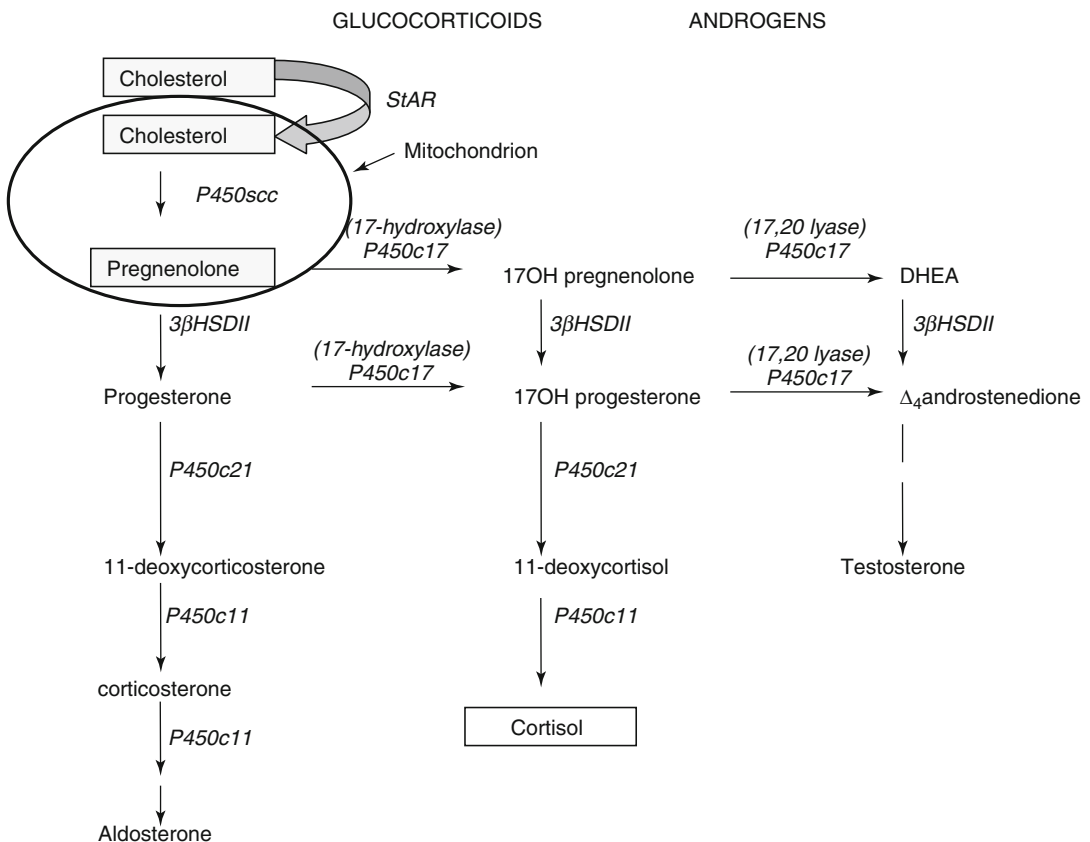 GLUCOCORTICOIDS ANDROGENS
Cholesterol
StAR
Cholesterol
Mitochondrion
P450scc
(17-hydroxylase)
P450c17
(17,20 lyase)
P450c17
Pregnenolone
17OH pregnenolone
DHEA
3βHSDII
3βHSDII
3βHSDII
(17-hydroxylase)
P450c17
(17,20 lyase)
P450c17
Progesterone
17OH progesterone
Δ₄androstenedione
P450c21
P450c21
11-deoxycorticosterone
11-deoxycortisol
Testosterone
P450c11
P450c11
corticosterone
Cortisol
P450c11
Aldosterone